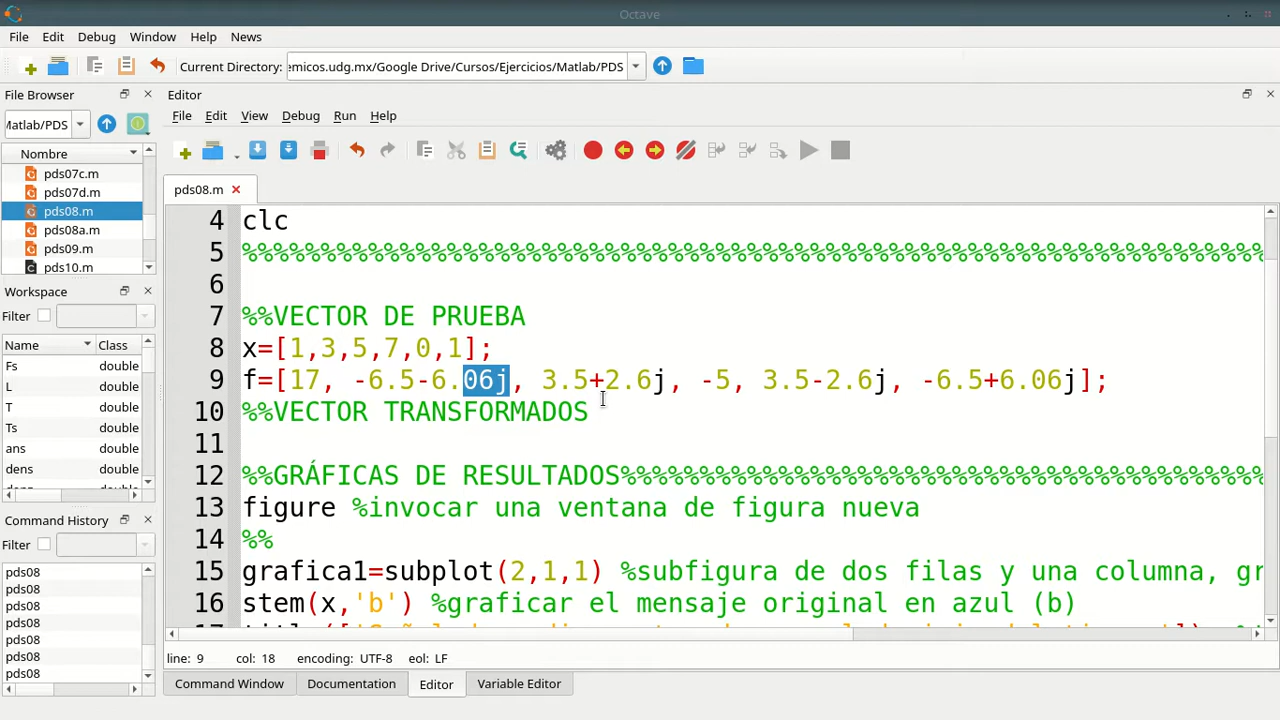 Octave
File Edit Debug Window Help News
Current Directory: emicos.udg.mx/Google Drive/Cursos/Ejercicios/Matlab/PDS
File Browser
Matlab/PDS
Nombre
pds07c.m
pds07d.m
pds08.m
pds08a.m
pds09.m
pds10.m
Workspace
Filter
Name Class
Fs double
L double
T double
Ts double
ans double
dens double
Command History
Filter
pds08
pds08
pds08
pds08
pds08
pds08
pds08
Editor
File Edit View Debug Run Help
pds08.m
4 clc
5 %%%%%%%%%%%%%%%%%%%%%%%%%%%%%%%%%%%%%%%%%%%%%%%%%%%%%%%%%%%%%%%%%
6
7 %%VECTOR DE PRUEBA
8 x=[1,3,5,7,0,1];
9 f=[17, -6.5-6.06j, 3.5+2.6j, -5, 3.5-2.6j, -6.5+6.06j];
10 %%VECTOR TRANSFORMADOS
11
12 %%GRÁFICAS DE RESULTADOS%%%%%%%%%%%%%%%%%%%%%%%%%%%%%%%%%%%%%%%%%
13 figure %invocar una ventana de figura nueva
14 %%
15 grafica1=subplot(2,1,1) %subfigura de dos filas y una columna, gr
16 stem(x,'b') %graficar el mensaje original en azul (b)
line: 9 col: 18 encoding: UTF-8 eol: LF
Command Window Documentation Editor Variable Editor